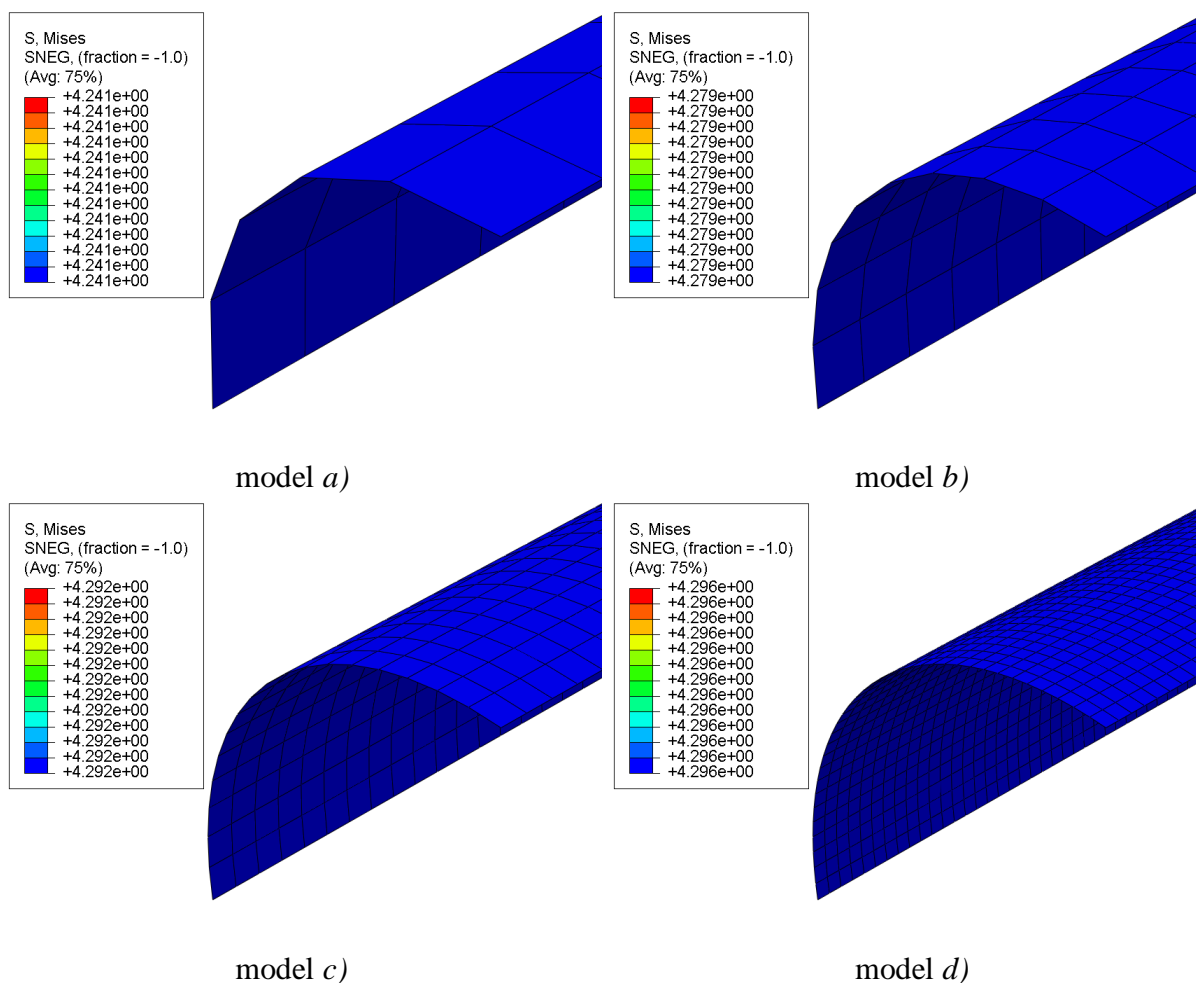 S, Mises
SNEG, (fraction = -1.0)
(Avg: 75%)
+4.241e+00
+4.241e+00
+4.241e+00
+4.241e+00
+4.241e+00
+4.241e+00
+4.241e+00
+4.241e+00
+4.241e+00
+4.241e+00
+4.241e+00
+4.241e+00
+4.241e+00
model a)
S, Mises
SNEG, (fraction = -1.0)
(Avg: 75%)
+4.279e+00
+4.279e+00
+4.279e+00
+4.279e+00
+4.279e+00
+4.279e+00
+4.279e+00
+4.279e+00
+4.279e+00
+4.279e+00
+4.279e+00
+4.279e+00
+4.279e+00
model b)
S, Mises
SNEG, (fraction = -1.0)
(Avg: 75%)
+4.292e+00
+4.292e+00
+4.292e+00
+4.292e+00
+4.292e+00
+4.292e+00
+4.292e+00
+4.292e+00
+4.292e+00
+4.292e+00
+4.292e+00
+4.292e+00
+4.292e+00
model c)
S, Mises
SNEG, (fraction = -1.0)
(Avg: 75%)
+4.296e+00
+4.296e+00
+4.296e+00
+4.296e+00
+4.296e+00
+4.296e+00
+4.296e+00
+4.296e+00
+4.296e+00
+4.296e+00
+4.296e+00
+4.296e+00
+4.296e+00
model d)